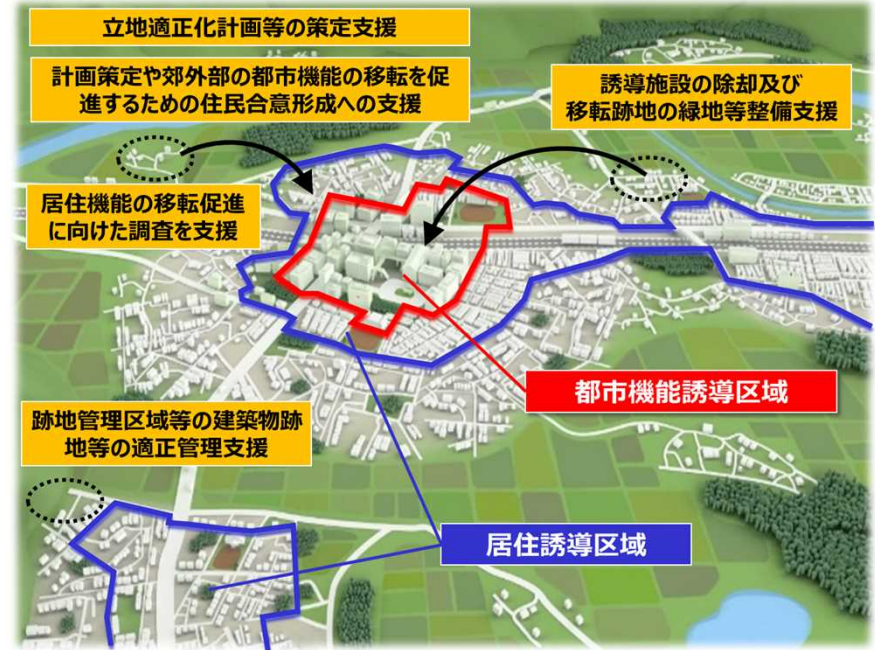 立地適正化計画等の策定支援
計画策定や郊外部の都市機能の移転を促
進するための住民合意形成への支援
誘導施設の除却及び
移転跡地の緑地等整備支援
居住機能の移転促進
に向けた調査を支援
都市機能誘導区域
跡地管理区域等の建築物跡
地等の適正管理支援
居住誘導区域